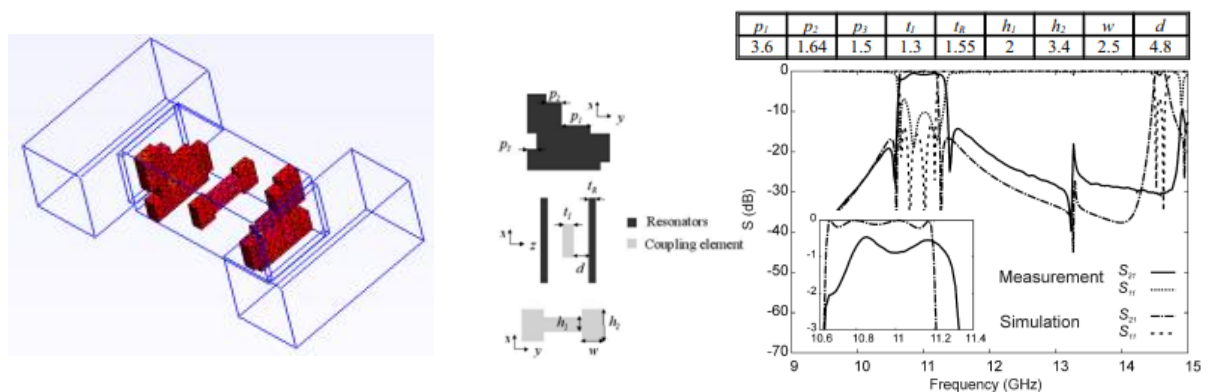 p1 p2 p3 tI tR h1 h2 w d
3.6 1.64 1.5 1.3 1.55 2 3.4 2.5 4.8
p3
x
y
p1
p2
tR
tI
x
z
d
Resonators
Coupling element
h1
h2
x
y
w
S (dB)
0
-10
-20
-30
-40
-50
-60
-70
0
-1
-2
-3
10.6 10.8 11 11.2 11.4
Measurement
S21
S11
Simulation
S21
S11
9 10 11 12 13 14 15
Frequency (GHz)